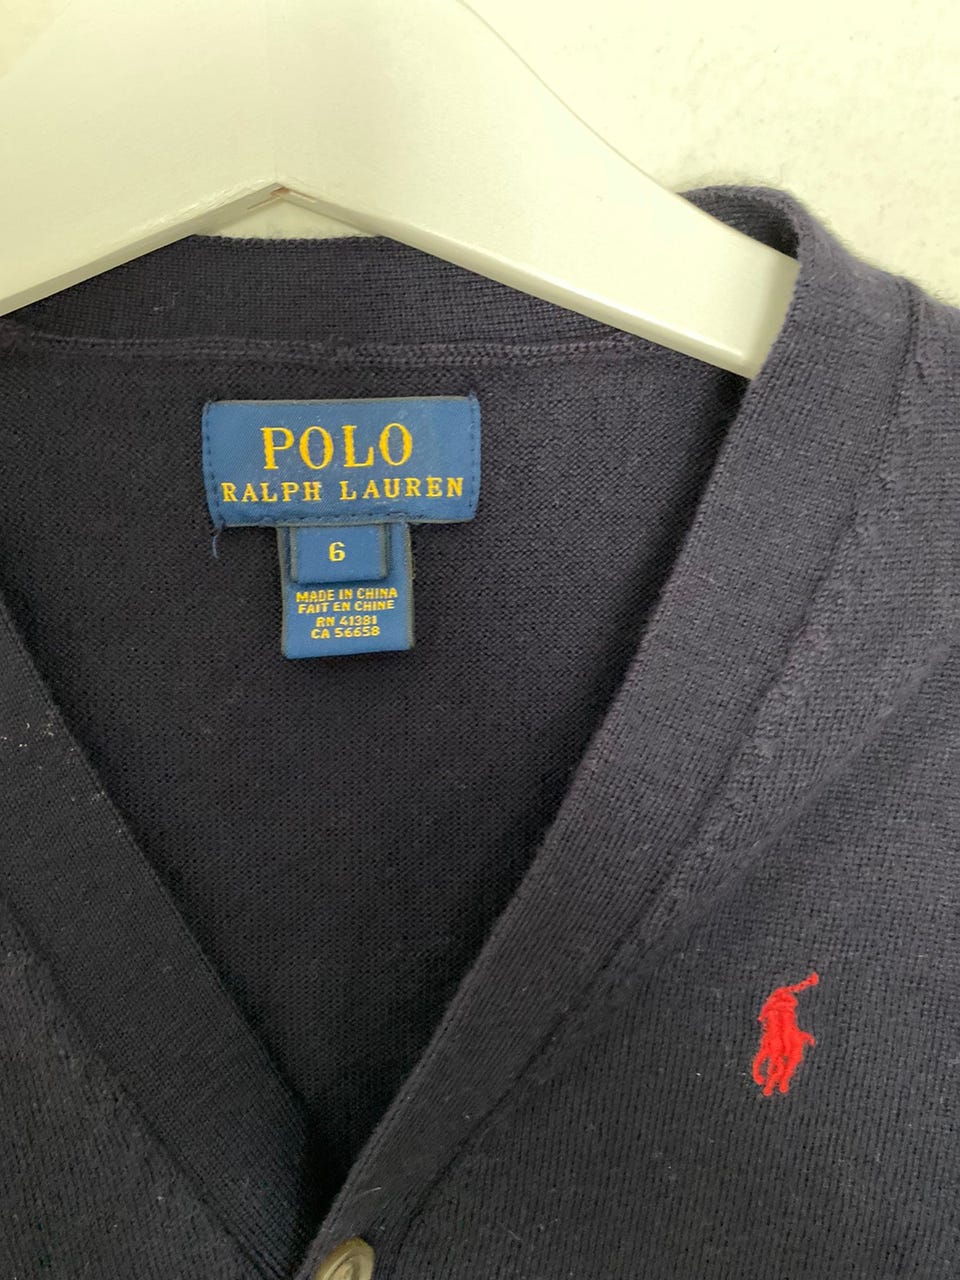 POLO
RALPH LAUREN
6
MADE IN CHINA
FAIT EN CHINE
RN 41381
CA 56658